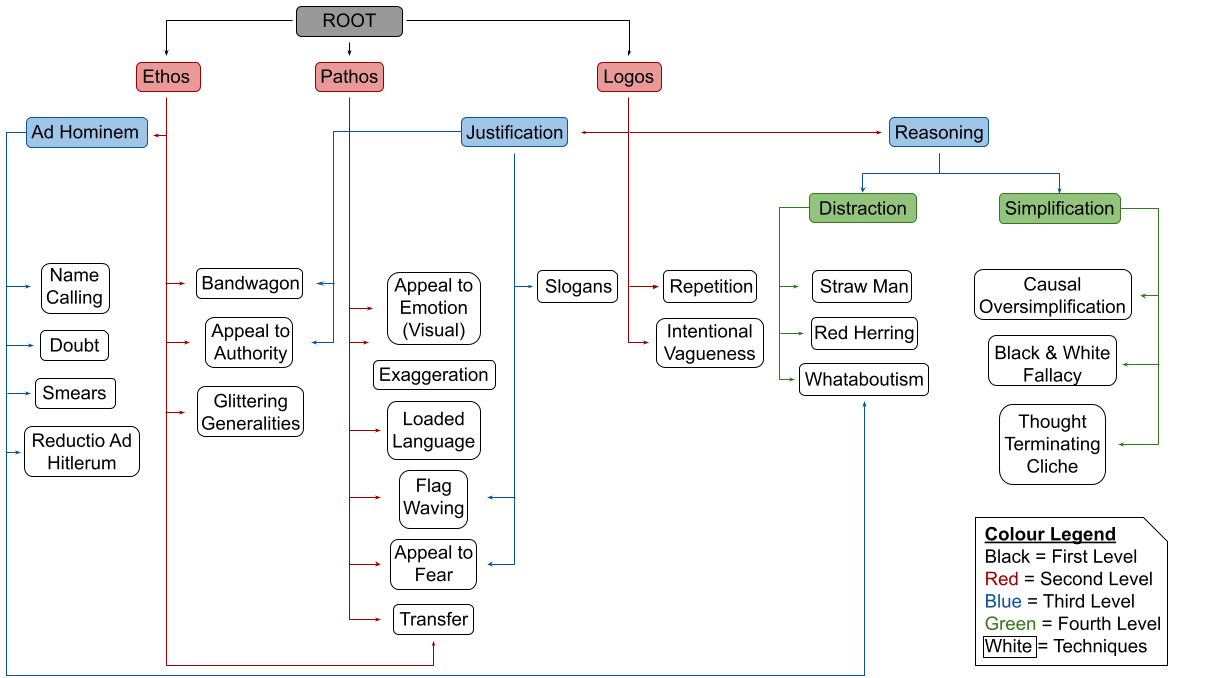 ROOT
Ethos
Pathos
Logos
Ad Hominem
Justification
Reasoning
Distraction
Simplification
Name
Calling
Doubt
Smears
Reductio Ad
Hitlerum
Bandwagon
Appeal to
Authority
Glittering
Generalities
Appeal to
Emotion
(Visual)
Exaggeration
Loaded
Language
Flag
Waving
Appeal to
Fear
Transfer
Slogans
Repetition
Intentional
Vagueness
Straw Man
Red Herring
Whataboutism
Causal
Oversimplification
Black & White
Fallacy
Thought
Terminating
Cliche
Colour Legend
Black = First Level
Red = Second Level
Blue = Third Level
Green = Fourth Level
White = Techniques